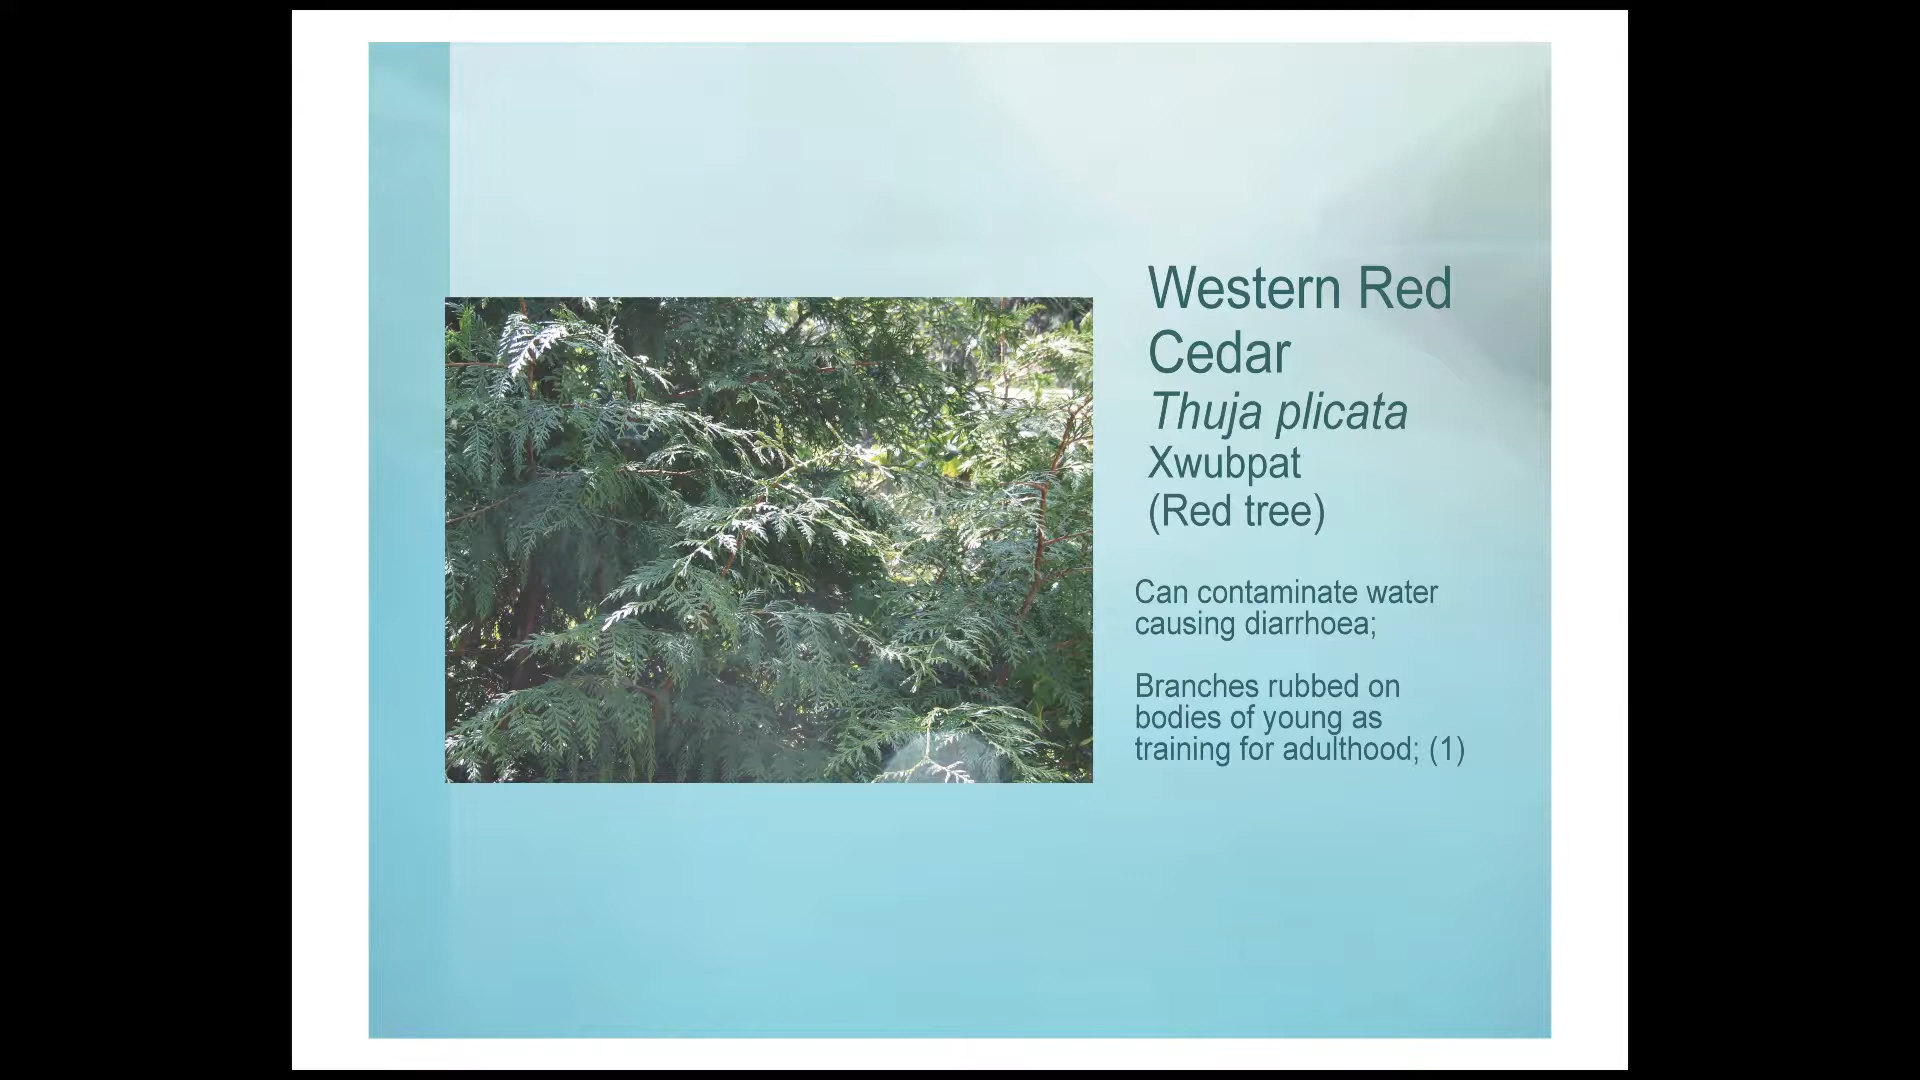 Western Red
Cedar
Thuja plicata
Xwubpat
(Red tree)
Can contaminate water
causing diarrhoea;
Branches rubbed on
bodies of young as
training for adulthood; (1)